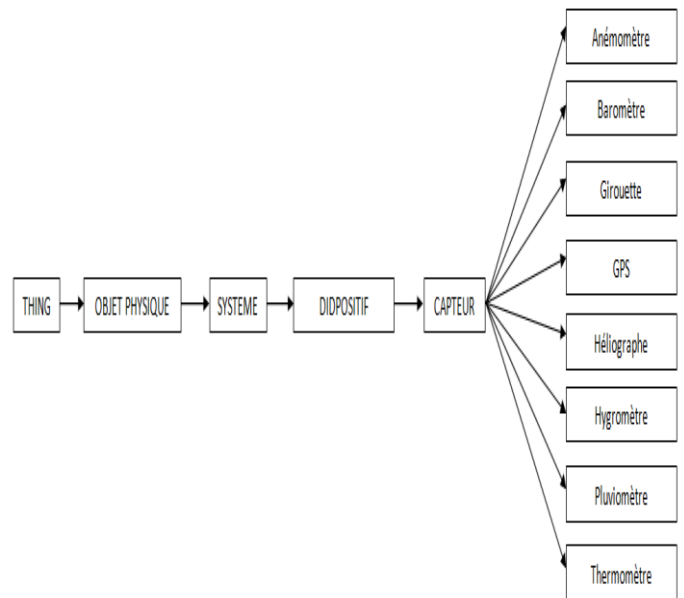 Anémomètre
Baromètre
Girouette
GPS
THING
OBJET PHYSIQUE
SYSTEME
DIDPOSITIF
CAPTEUR
Héliographe
Hygromètre
Pluviomètre
Thermomètre